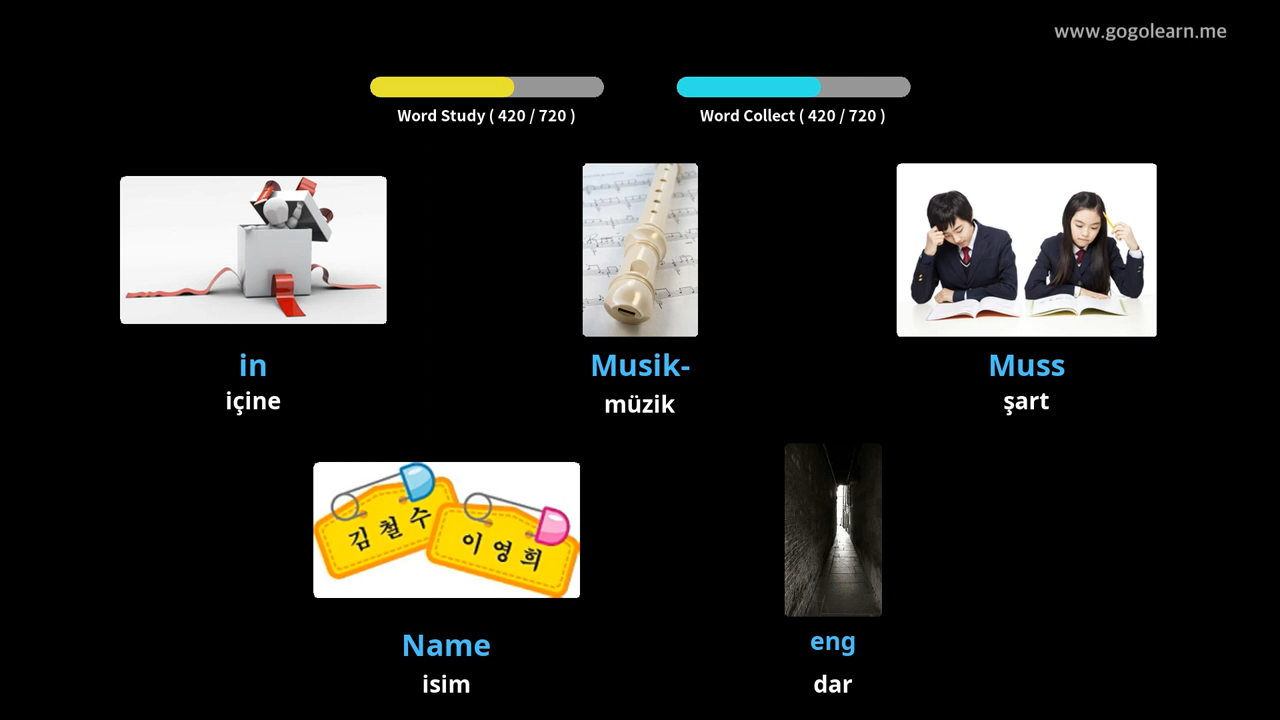 www.gogolearn.me
Word Study ( 420 / 720 )
Word Collect ( 420 / 720 )
in
içine
Musik-
müzik
Muss
şart
김철수
이영희
Name
isim
eng
dar